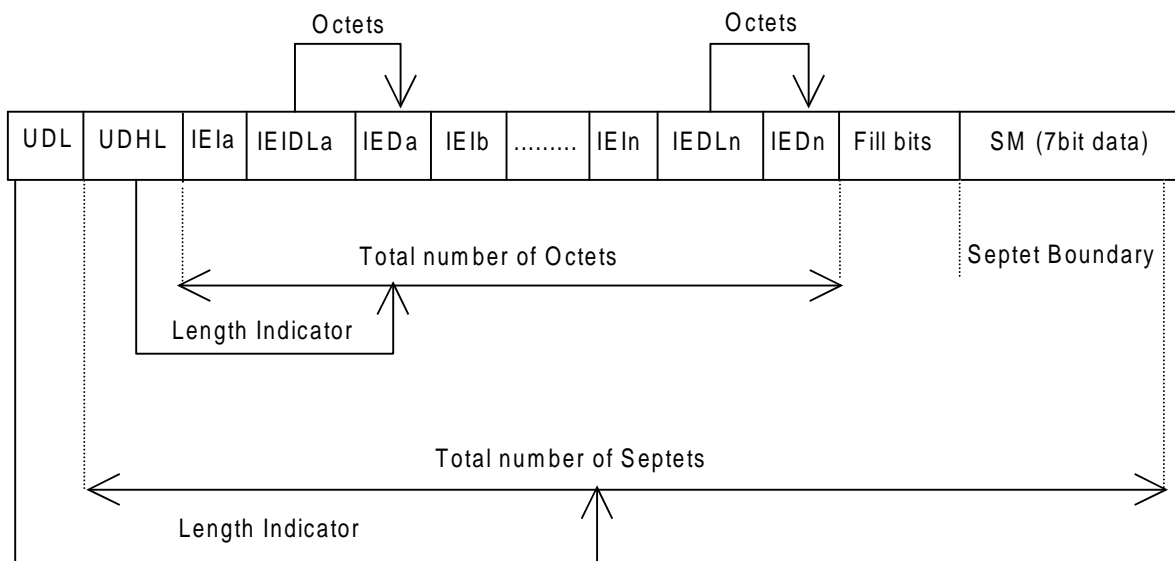 Octets Octets
UDL UDHL IEIa IEIDLa IEDa IEIb ......... IEIn IEDLn IEDn Fill bits SM (7bit data)
Total number of Octets
Septet Boundary
Length Indicator
Total number of Septets
Length Indicator